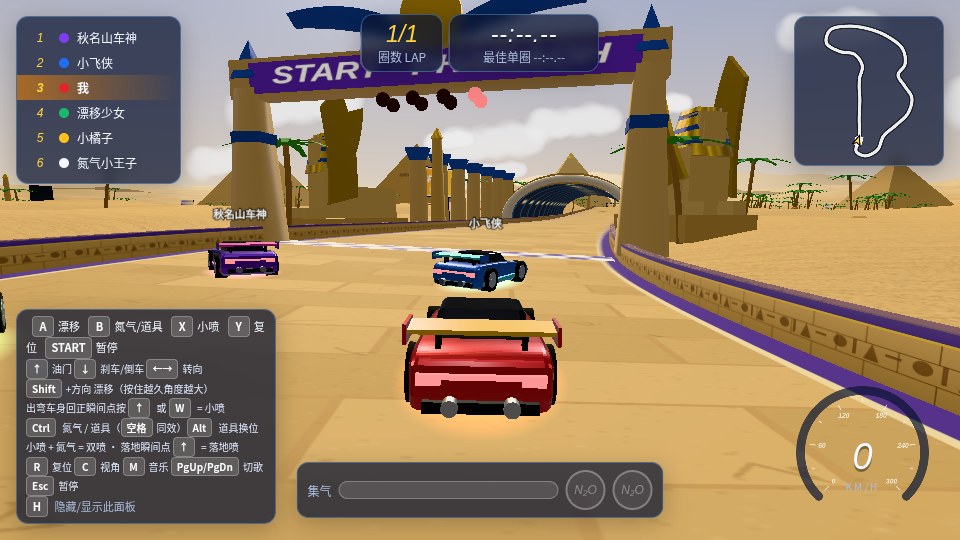 1 秋名山车神
2 小飞侠
3 我
4 漂移少女
5 小橘子
6 氮气小王子
1/1
圈数 LAP
--:--.--
最佳单圈 --:--.--
START
H
秋名山车神
小飞侠
A 漂移 B 氮气/道具 X 小喷 Y 复
位 START 暂停
↑ 油门 ↓ 刹车/倒车 ←→ 转向
Shift +方向 漂移（按住越久角度越大）
出弯车身回正瞬间点按 ↑ 或 W = 小喷
Ctrl 氮气 / 道具（空格 同效） Alt 道具换位
小喷 + 氮气 = 双喷 · 落地瞬间点 ↑ = 落地喷
R 复位 C 视角 M 音乐 PgUp/PgDn 切歌
Esc 暂停
H 隐藏/显示此面板
集气
N₂O
N₂O
0
60
120
180
240
300
0
KM/H